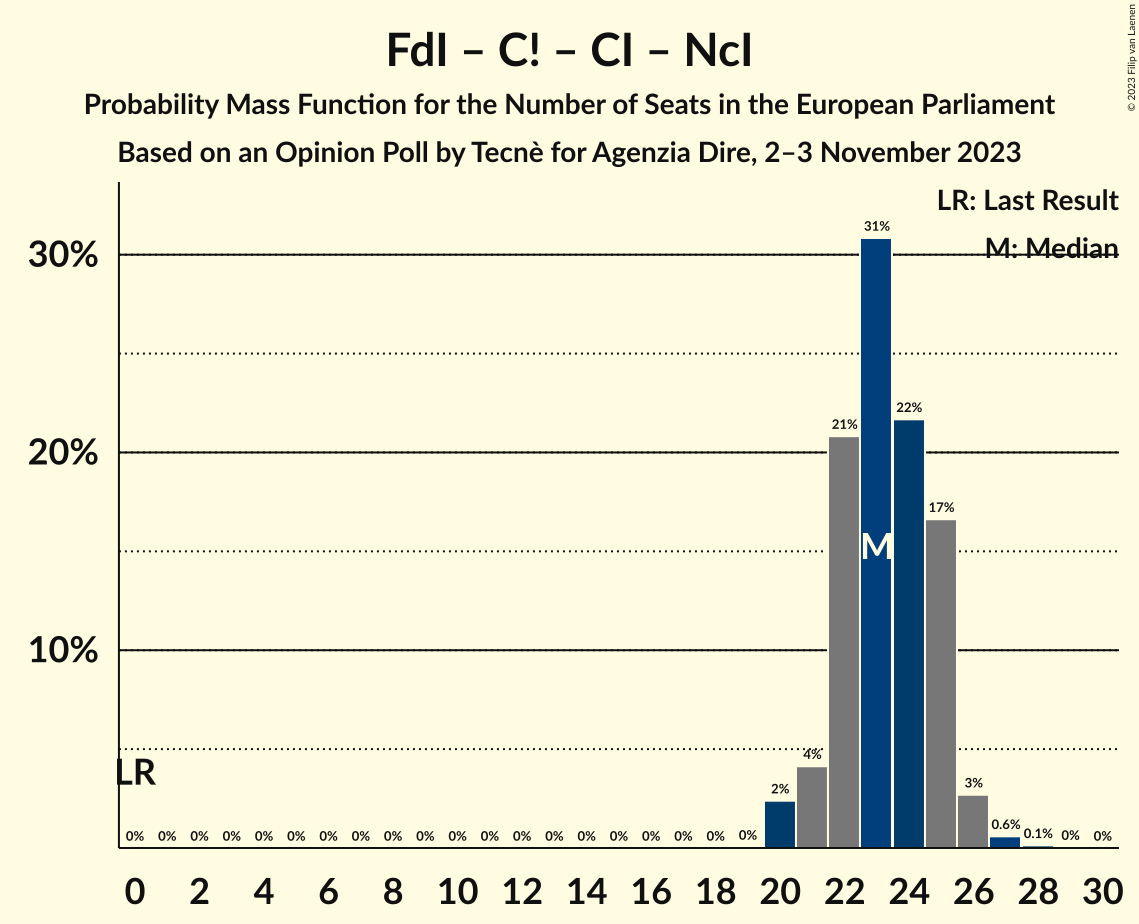 FdI – C! – CI – NcI
Probability Mass Function for the Number of Seats in the European Parliament
Based on an Opinion Poll by Tecnè for Agenzia Dire, 2–3 November 2023
© 2023 Filip van Laenen
LR: Last Result
M: Median
30%
20%
10%
31%
22%
21%
17%
M
4%
LR
2%
3%
0.6%
0.1%
0% 0% 0% 0% 0% 0% 0% 0% 0% 0% 0% 0% 0% 0% 0% 0% 0% 0% 0% 0% 0% 0%
0 2 4 6 8 10 12 14 16 18 20 22 24 26 28 30